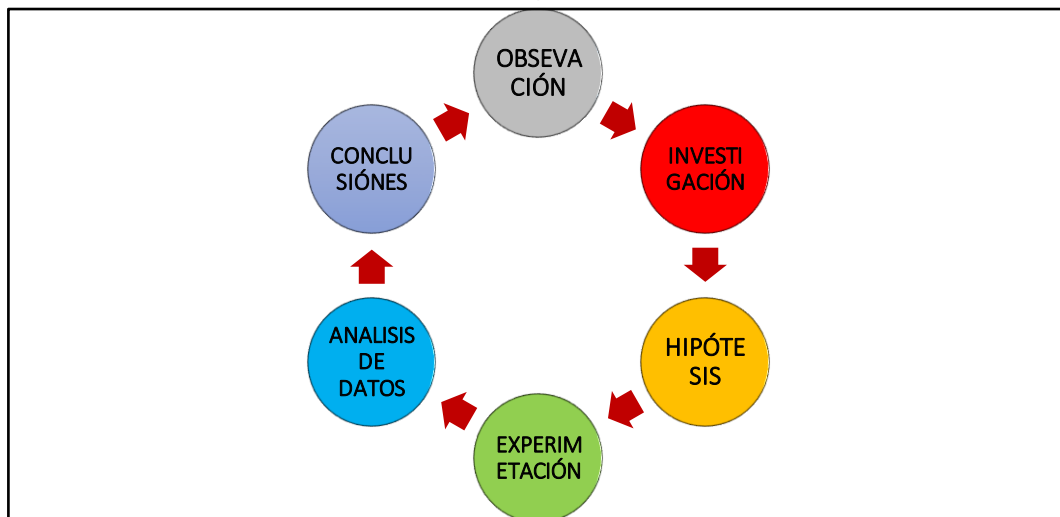 OBSEVA
CIÓN
INVESTI
GACIÓN
HIPÓTE
SIS
EXPERIM
ETACIÓN
ANALISIS
DE
DATOS
CONCLU
SIÓNES